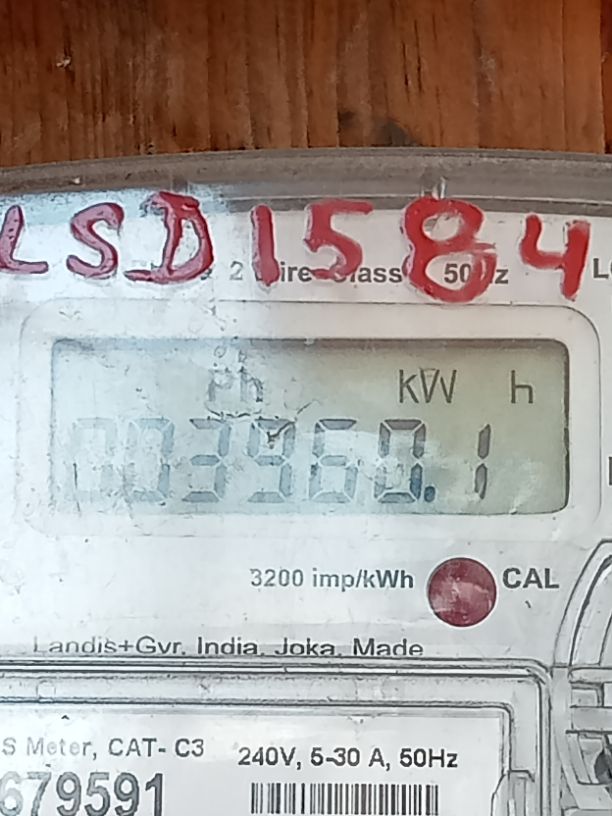 LSD1584
2 Wire Class 50Hz
Ph KW h
003960.1
3200 imp/kWh CAL
Landis+Gyr, India, Joka, Made
S Meter, CAT- C3
240V, 5-30 A, 50Hz
679591